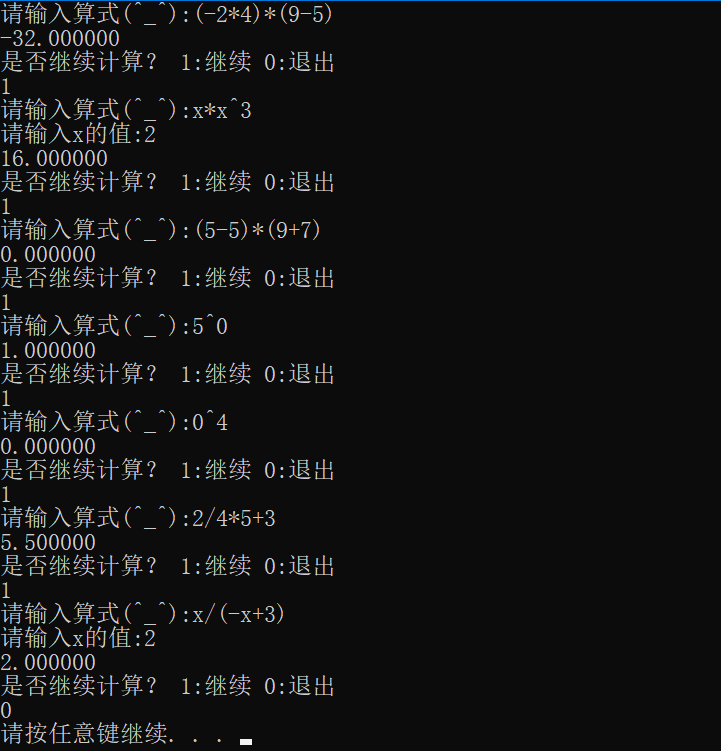 请输入算式(^_^):(-2*4)*(9-5)
-32.000000
是否继续计算? 1:继续 0:退出
1
请输入算式(^_^):x*x^3
请输入x的值:2
16.000000
是否继续计算? 1:继续 0:退出
1
请输入算式(^_^):(5-5)*(9+7)
0.000000
是否继续计算? 1:继续 0:退出
1
请输入算式(^_^):5^0
1.000000
是否继续计算? 1:继续 0:退出
1
请输入算式(^_^):0^4
0.000000
是否继续计算? 1:继续 0:退出
1
请输入算式(^_^):2/4*5+3
5.500000
是否继续计算? 1:继续 0:退出
1
请输入算式(^_^):x/(-x+3)
请输入x的值:2
2.000000
是否继续计算? 1:继续 0:退出
0
请按任意键继续. . .